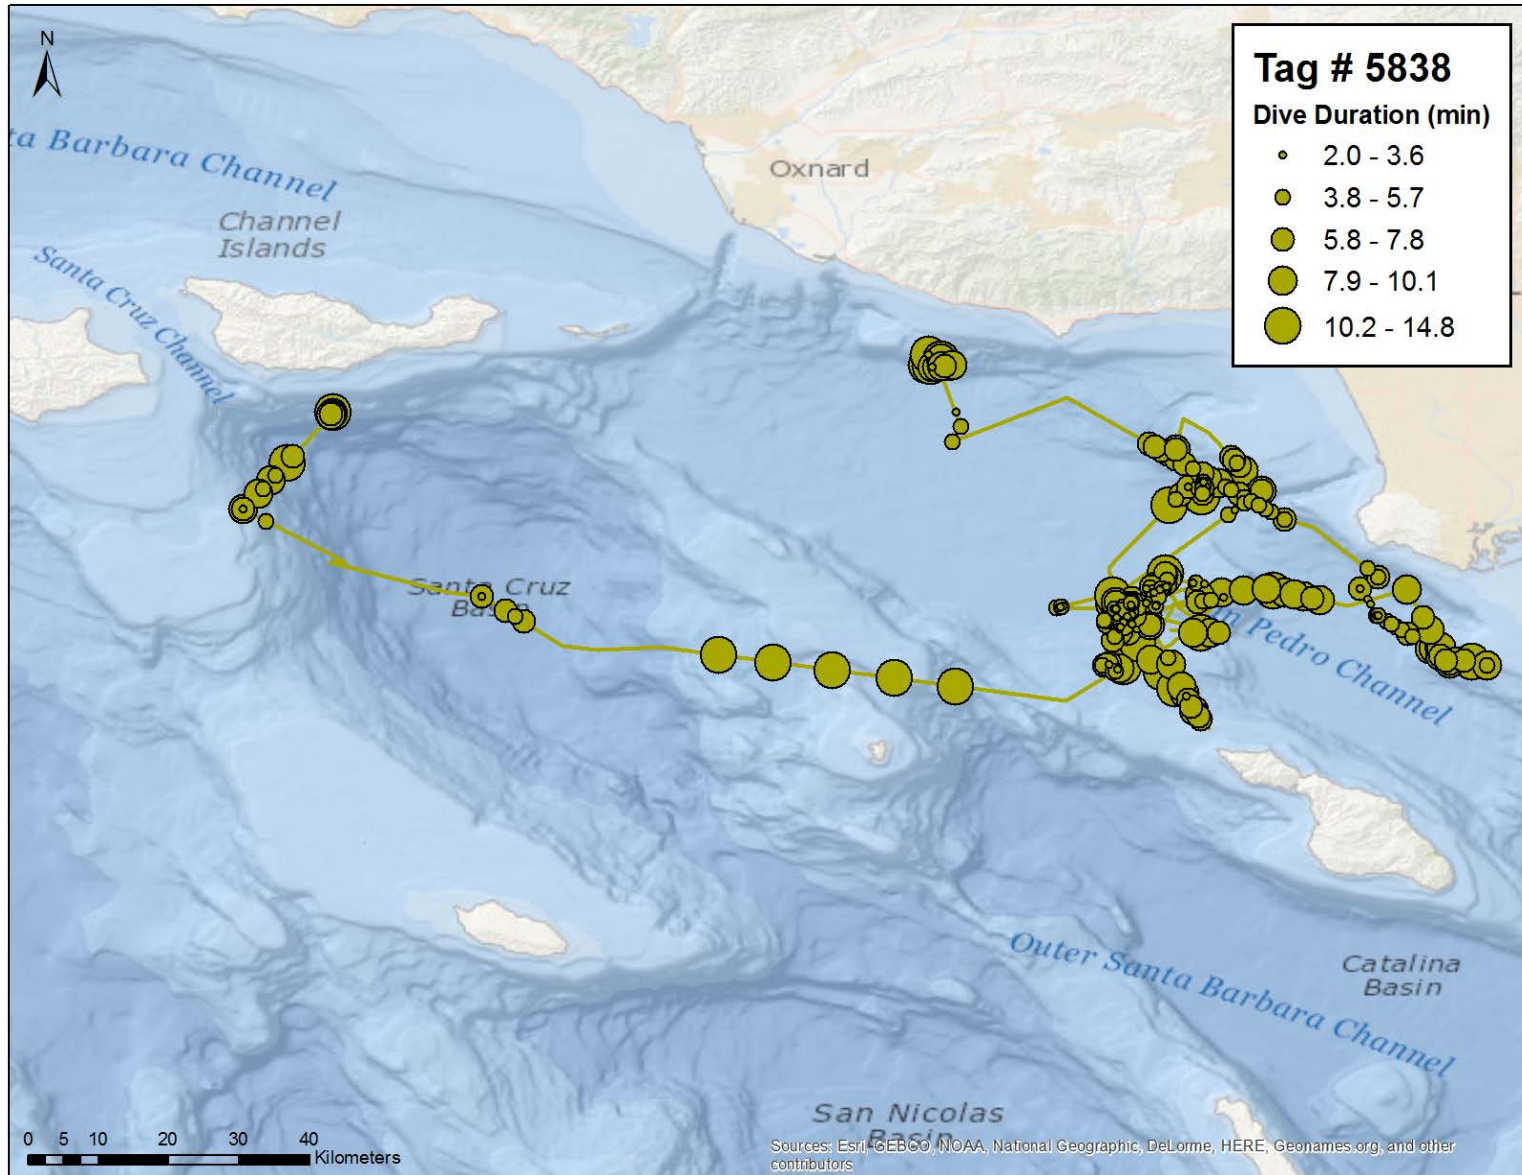 N
Tag # 5838
Dive Duration (min)
2.0 - 3.6
3.8 - 5.7
5.8 - 7.8
7.9 - 10.1
10.2 - 14.8
ta Barbara Channel
Oxnard
Channel
Islands
Santa Cruz Channel
Santa Cruz
Basin
n Pedro Channel
Outer Santa Barbara Channel
Catalina
Basin
San Nicolas
Basin
0 5 10 20 30 40
Kilometers
Sources: Esri, GEBCO, NOAA, National Geographic, DeLorme, HERE, Geonames.org, and other
contributors